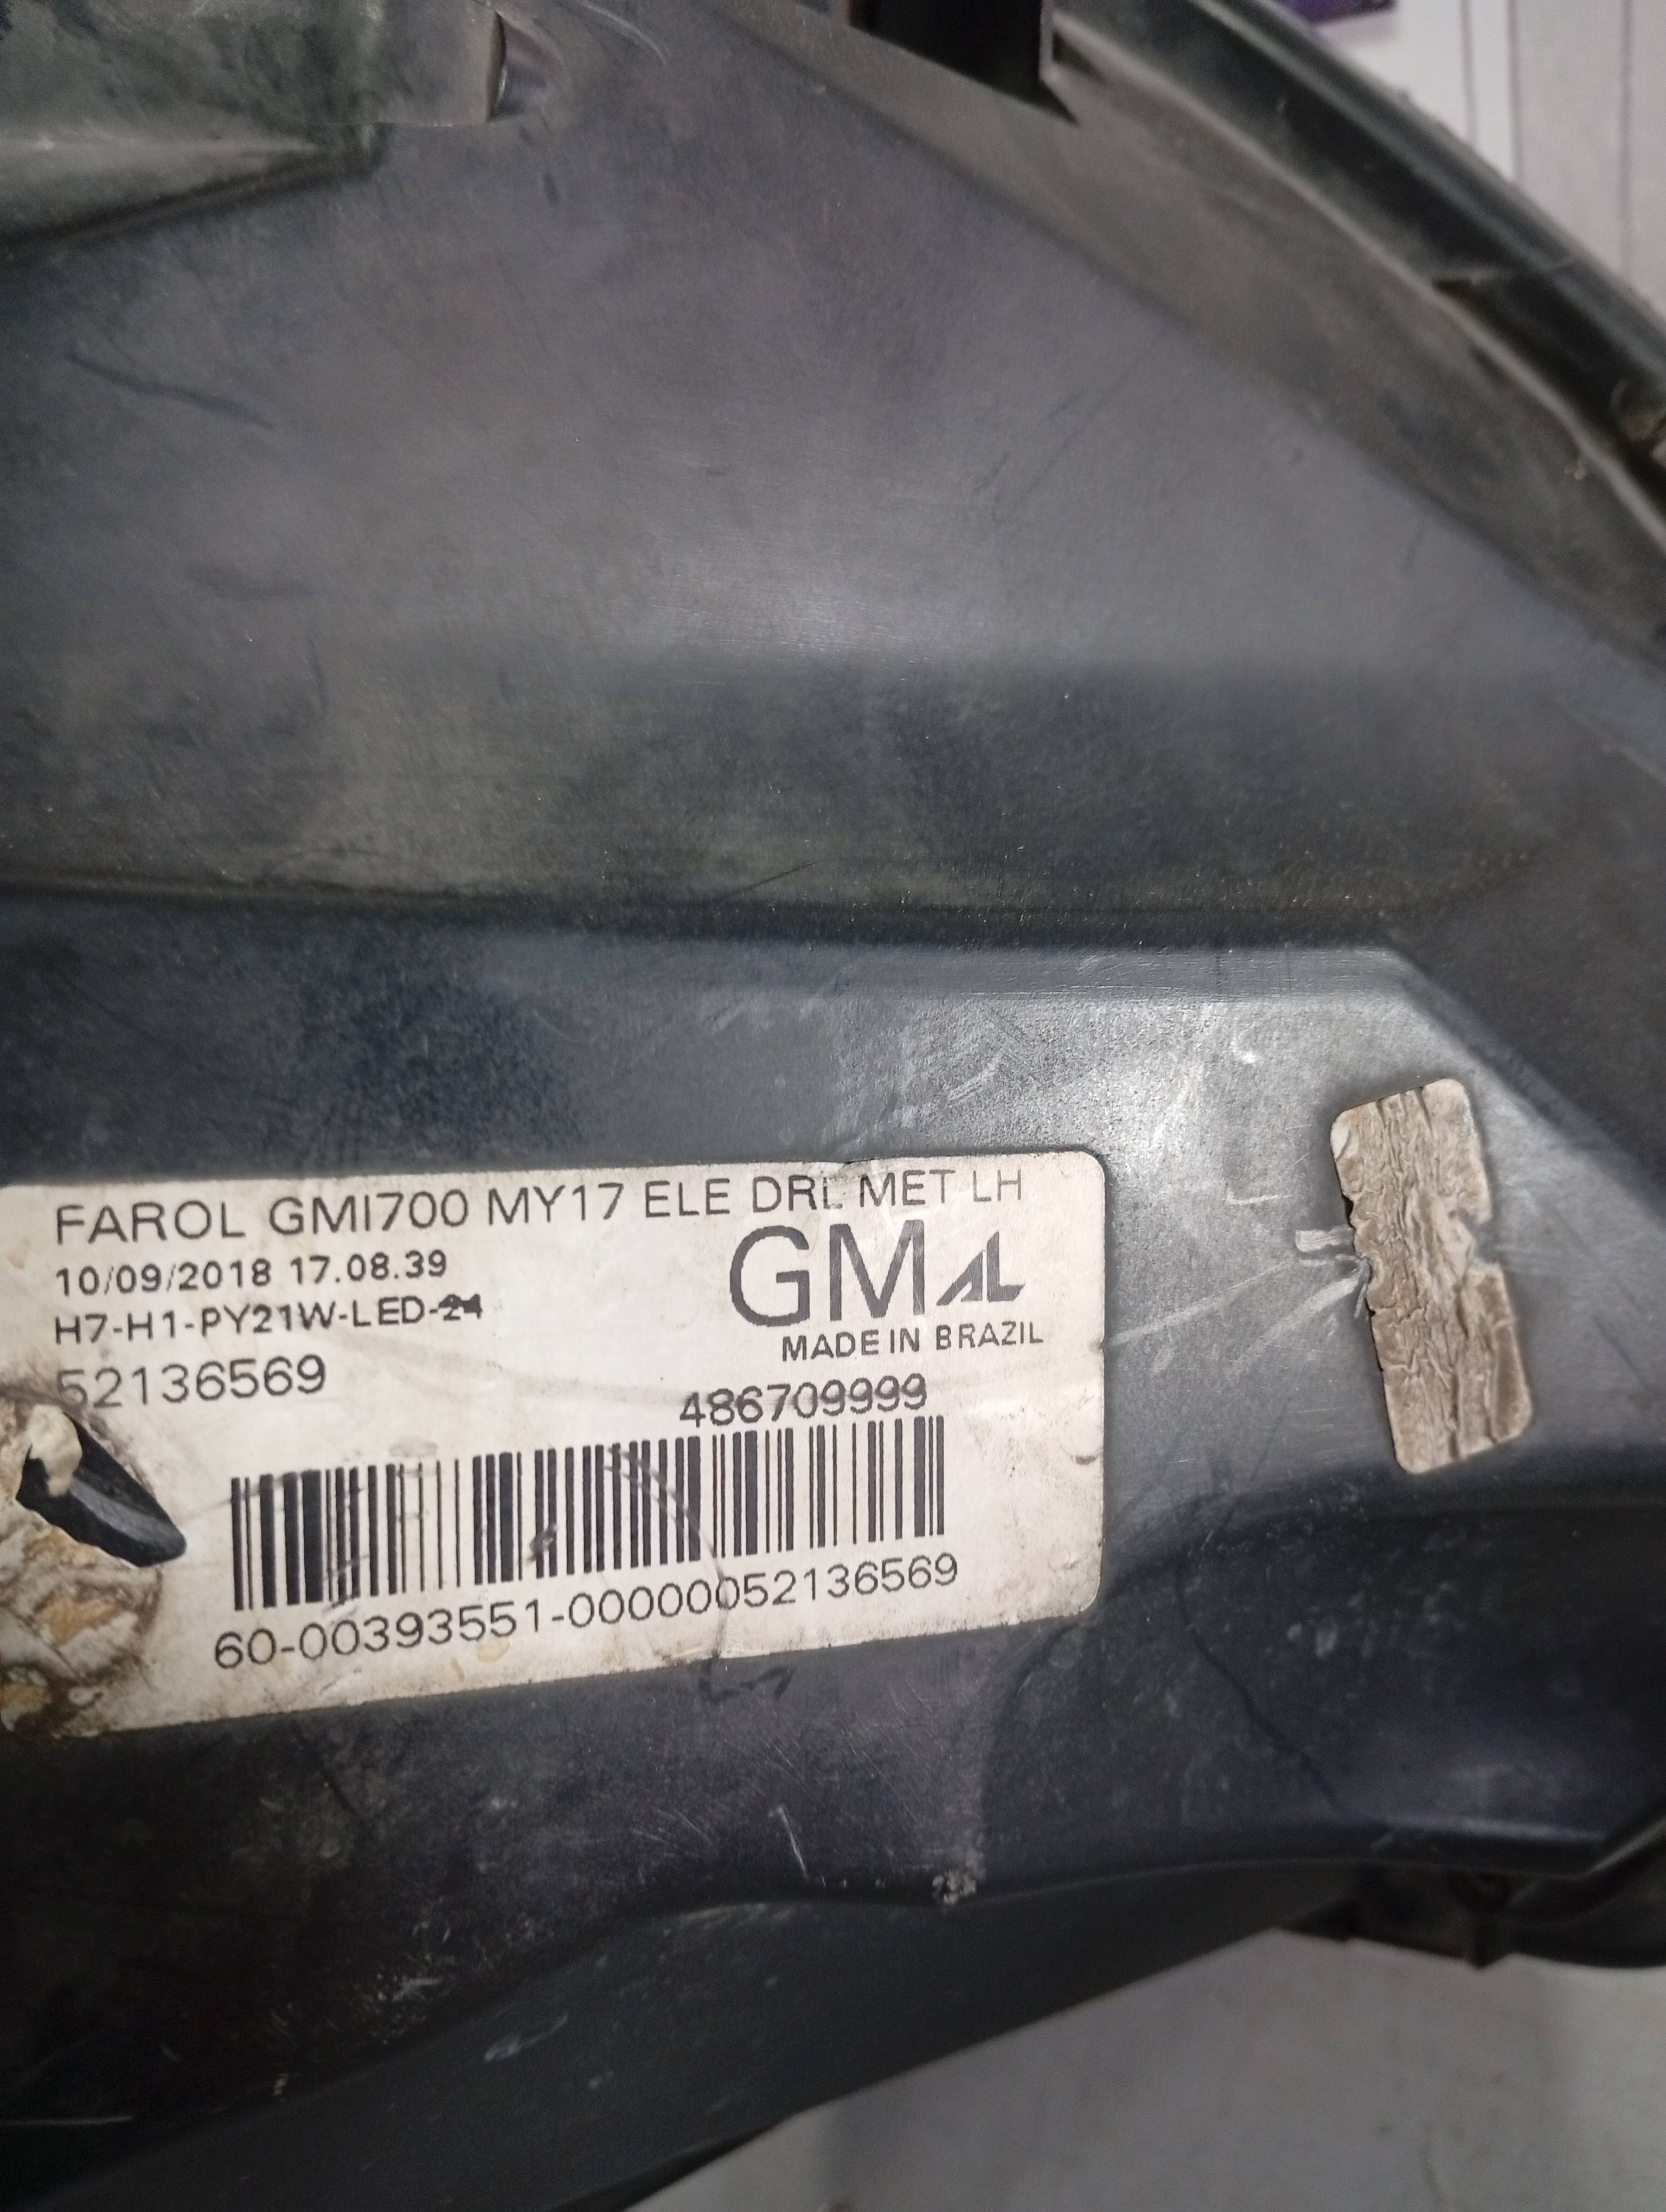 FAROL GMI700 MY17 ELE DRL MET LH
10/09/2018 17.08.39
H7-H1-PY21W-LED-24
GM AL
MADE IN BRAZIL
52136569
486709999
60-00393551-00000052136569